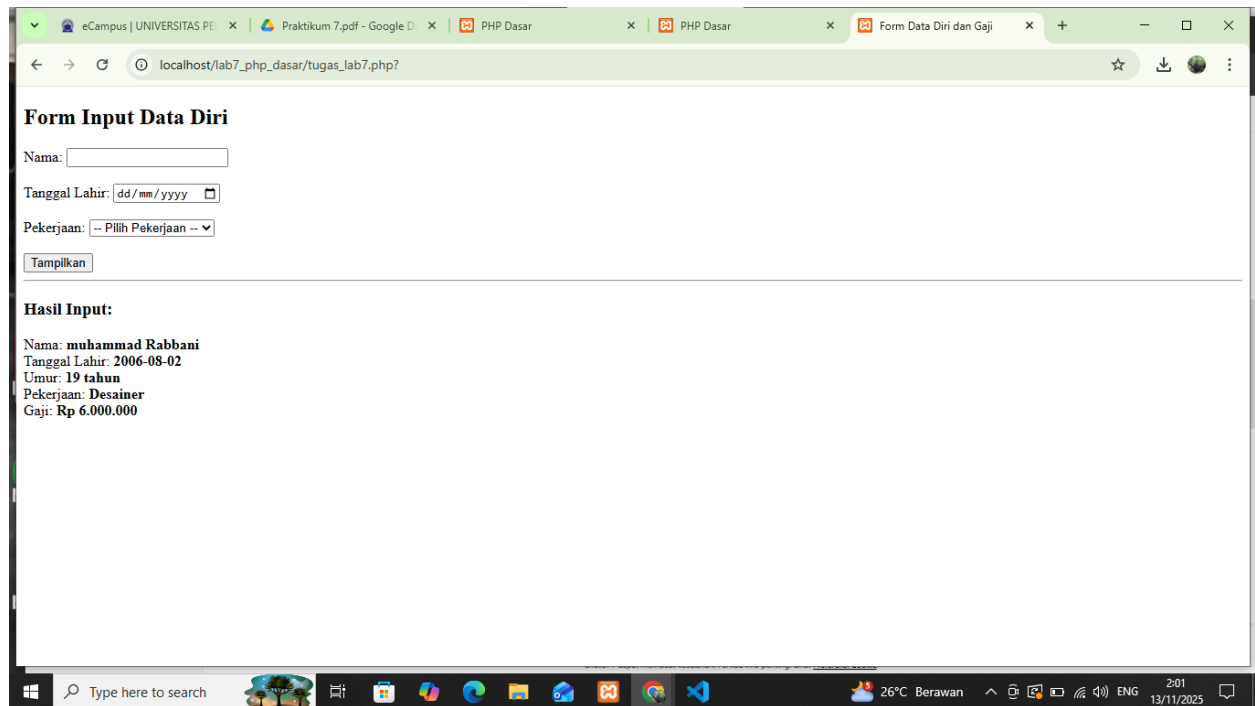 eCampus | UNIVERSITAS PEL
Praktikum 7.pdf - Google D
PHP Dasar
PHP Dasar
Form Data Diri dan Gaji
localhost/lab7_php_dasar/tugas_lab7.php?
Form Input Data Diri
Nama:
Tanggal Lahir: dd/mm/yyyy
Pekerjaan: -- Pilih Pekerjaan --
Tampilkan
Hasil Input:
Nama: muhammad Rabbani
Tanggal Lahir: 2006-08-02
Umur: 19 tahun
Pekerjaan: Desainer
Gaji: Rp 6.000.000
Type here to search
26°C Berawan
ENG
2:01
13/11/2025